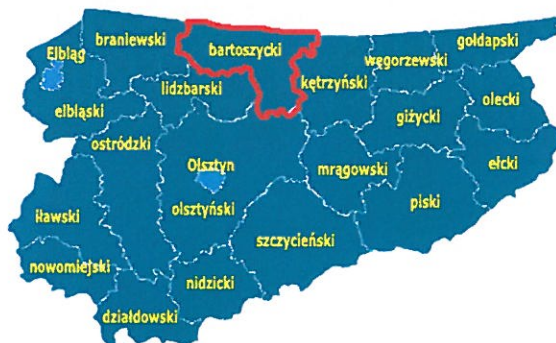 braniewski
bartoszycki
gołdapski
Elbląg
węgorzewski
lidzbarski
kętrzyński
olecki
elbląski
giżycki
ostródzki
Olsztyn
mrągowski
ełcki
olsztyński
piski
iławski
szczycieński
nowomiejski
nidzicki
działdowski